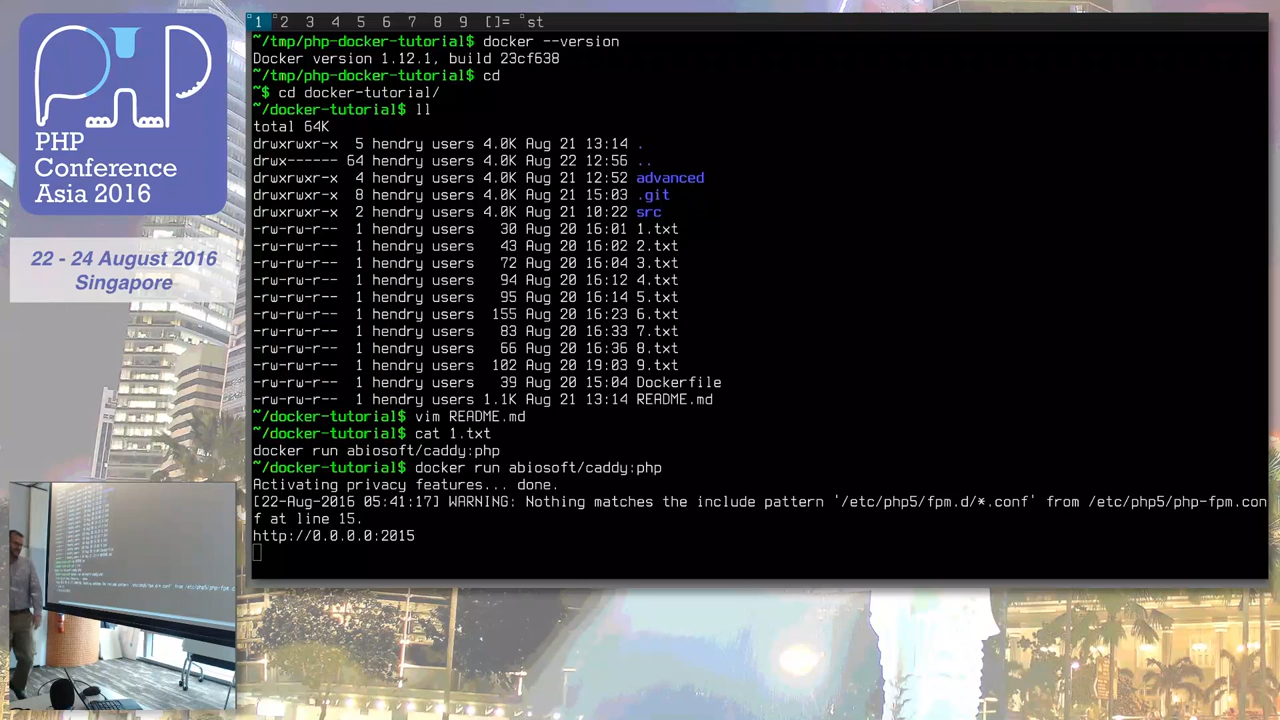 PHP
Conference
Asia 2016
22 - 24 August 2016
Singapore
1 2 3 4 5 6 7 8 9 []= st
~/tmp/php-docker-tutorial$ docker --version
Docker version 1.12.1, build 23cf638
~/tmp/php-docker-tutorial$ cd
~$ cd docker-tutorial/
~/docker-tutorial$ ll
total 64K
drwxrwxr-x 5 hendry users 4.0K Aug 21 13:14 .
drwx------ 64 hendry users 4.0K Aug 22 12:56 ..
drwxrwxr-x 4 hendry users 4.0K Aug 21 12:52 advanced
drwxrwxr-x 8 hendry users 4.0K Aug 21 15:03 .git
drwxrwxr-x 2 hendry users 4.0K Aug 21 10:22 src
-rw-rw-r-- 1 hendry users 30 Aug 20 16:01 1.txt
-rw-rw-r-- 1 hendry users 43 Aug 20 16:02 2.txt
-rw-rw-r-- 1 hendry users 72 Aug 20 16:04 3.txt
-rw-rw-r-- 1 hendry users 94 Aug 20 16:12 4.txt
-rw-rw-r-- 1 hendry users 95 Aug 20 16:14 5.txt
-rw-rw-r-- 1 hendry users 155 Aug 20 16:23 6.txt
-rw-rw-r-- 1 hendry users 83 Aug 20 16:33 7.txt
-rw-rw-r-- 1 hendry users 66 Aug 20 16:36 8.txt
-rw-rw-r-- 1 hendry users 102 Aug 20 19:03 9.txt
-rw-rw-r-- 1 hendry users 39 Aug 20 15:04 Dockerfile
-rw-rw-r-- 1 hendry users 1.1K Aug 21 13:14 README.md
~/docker-tutorial$ vim README.md
~/docker-tutorial$ cat 1.txt
docker run abiosoft/caddy:php
~/docker-tutorial$ docker run abiosoft/caddy:php
Activating privacy features... done.
[22-Aug-2016 05:41:17] WARNING: Nothing matches the include pattern '/etc/php5/fpm.d/*.conf' from /etc/php5/php-fpm.con
f at line 15.
http://0.0.0.0:2015